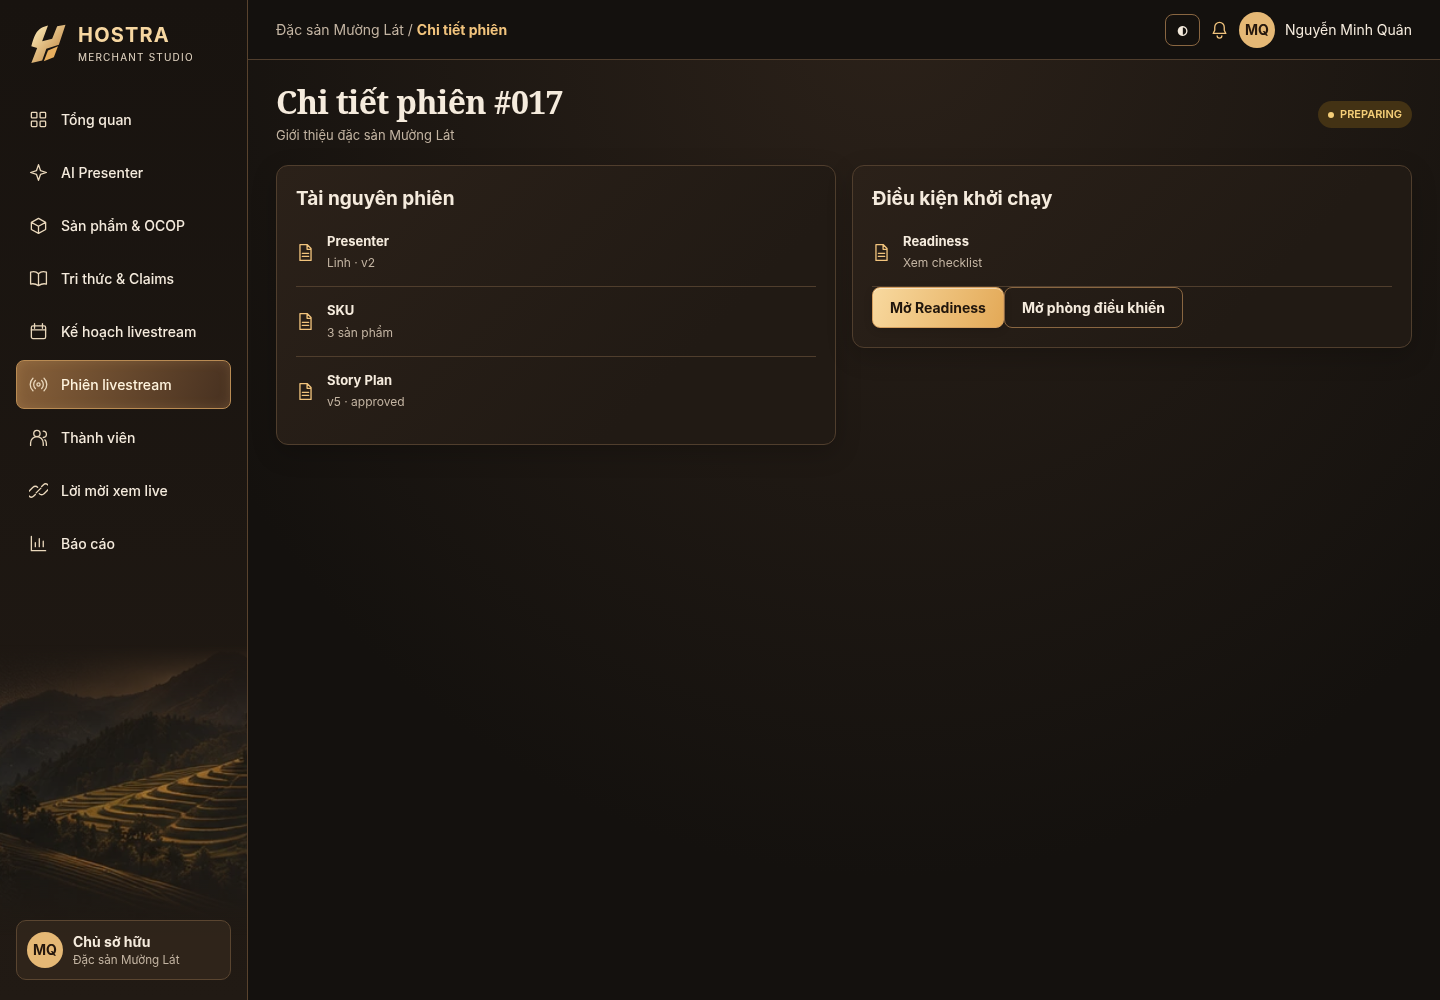 HOSTRA
MERCHANT STUDIO
Tổng quan
AI Presenter
Sản phẩm & OCOP
Tri thức & Claims
Kế hoạch livestream
Phiên livestream
Thành viên
Lời mời xem live
Báo cáo
MQ
Chủ sở hữu
Đặc sản Mường Lát
Đặc sản Mường Lát / Chi tiết phiên
MQ
Nguyễn Minh Quân
Chi tiết phiên #017
Giới thiệu đặc sản Mường Lát
PREPARING
Tài nguyên phiên
Presenter
Linh · v2
SKU
3 sản phẩm
Story Plan
v5 · approved
Điều kiện khởi chạy
Readiness
Xem checklist
Mở Readiness
Mở phòng điều khiển